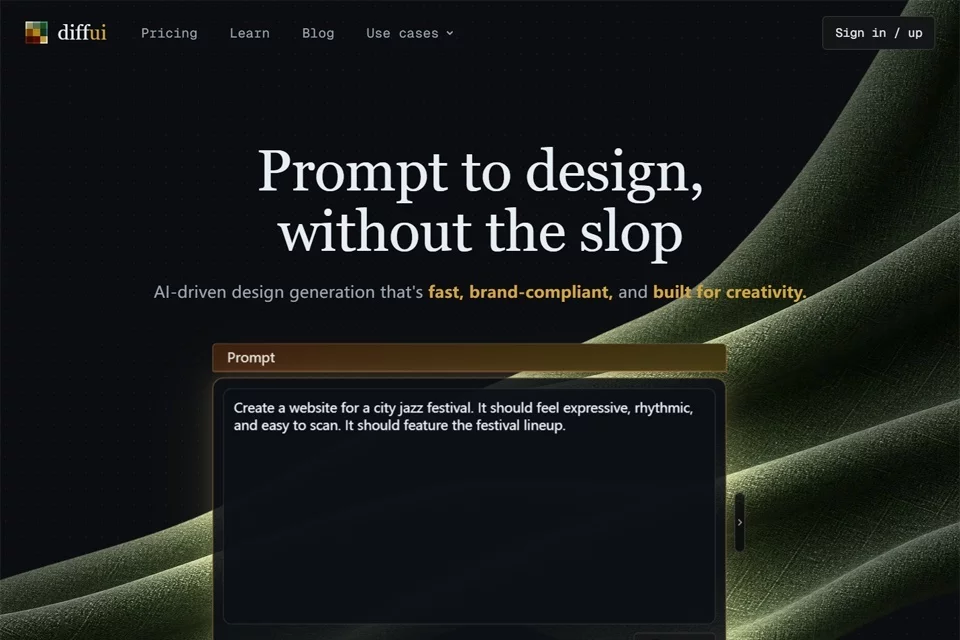 diffui
Pricing
Learn
Blog
Use cases
Sign in / up
Prompt to design,
without the slop
AI-driven design generation that's fast, brand-compliant, and built for creativity.
Prompt
Create a website for a city jazz festival. It should feel expressive, rhythmic,
and easy to scan. It should feature the festival lineup.